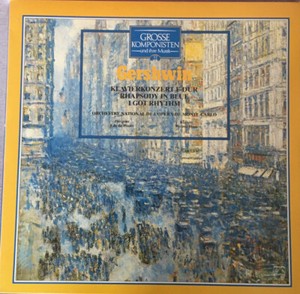 GROSSE
KOMPONISTEN
und ihre Musik
Gershwin
KLAVIERKONZERT F-DUR
RHAPSODY IN BLUE
I GOT RHYTHM
ORCHESTRE NATIONAL DE L'OPERA DE MONTE CARLO